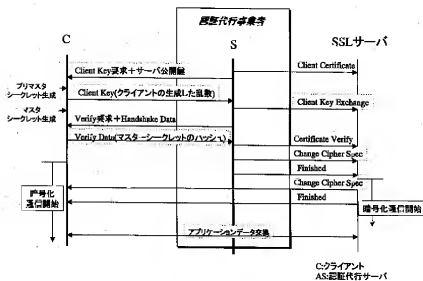 認証代行事業者
C
S
SSLサーバ
Client Key要求＋サーバ公開鍵
Client Certificate
プリマスタ
シークレット生成
Client Key(クライアントの生成した乱数)
Client Key Exchange
マスタ
シークレット生成
Verify要求＋Handshake Data
Verify Data(マスターシークレットのハッシュ)
Certificate Verify
Change Cipher Spec
Finished
Change Cipher Spec
Finished
暗号化
通信開始
暗号化通信開始
アプリケーションデータ交換
C:クライアント
AS:認証代行サーバ